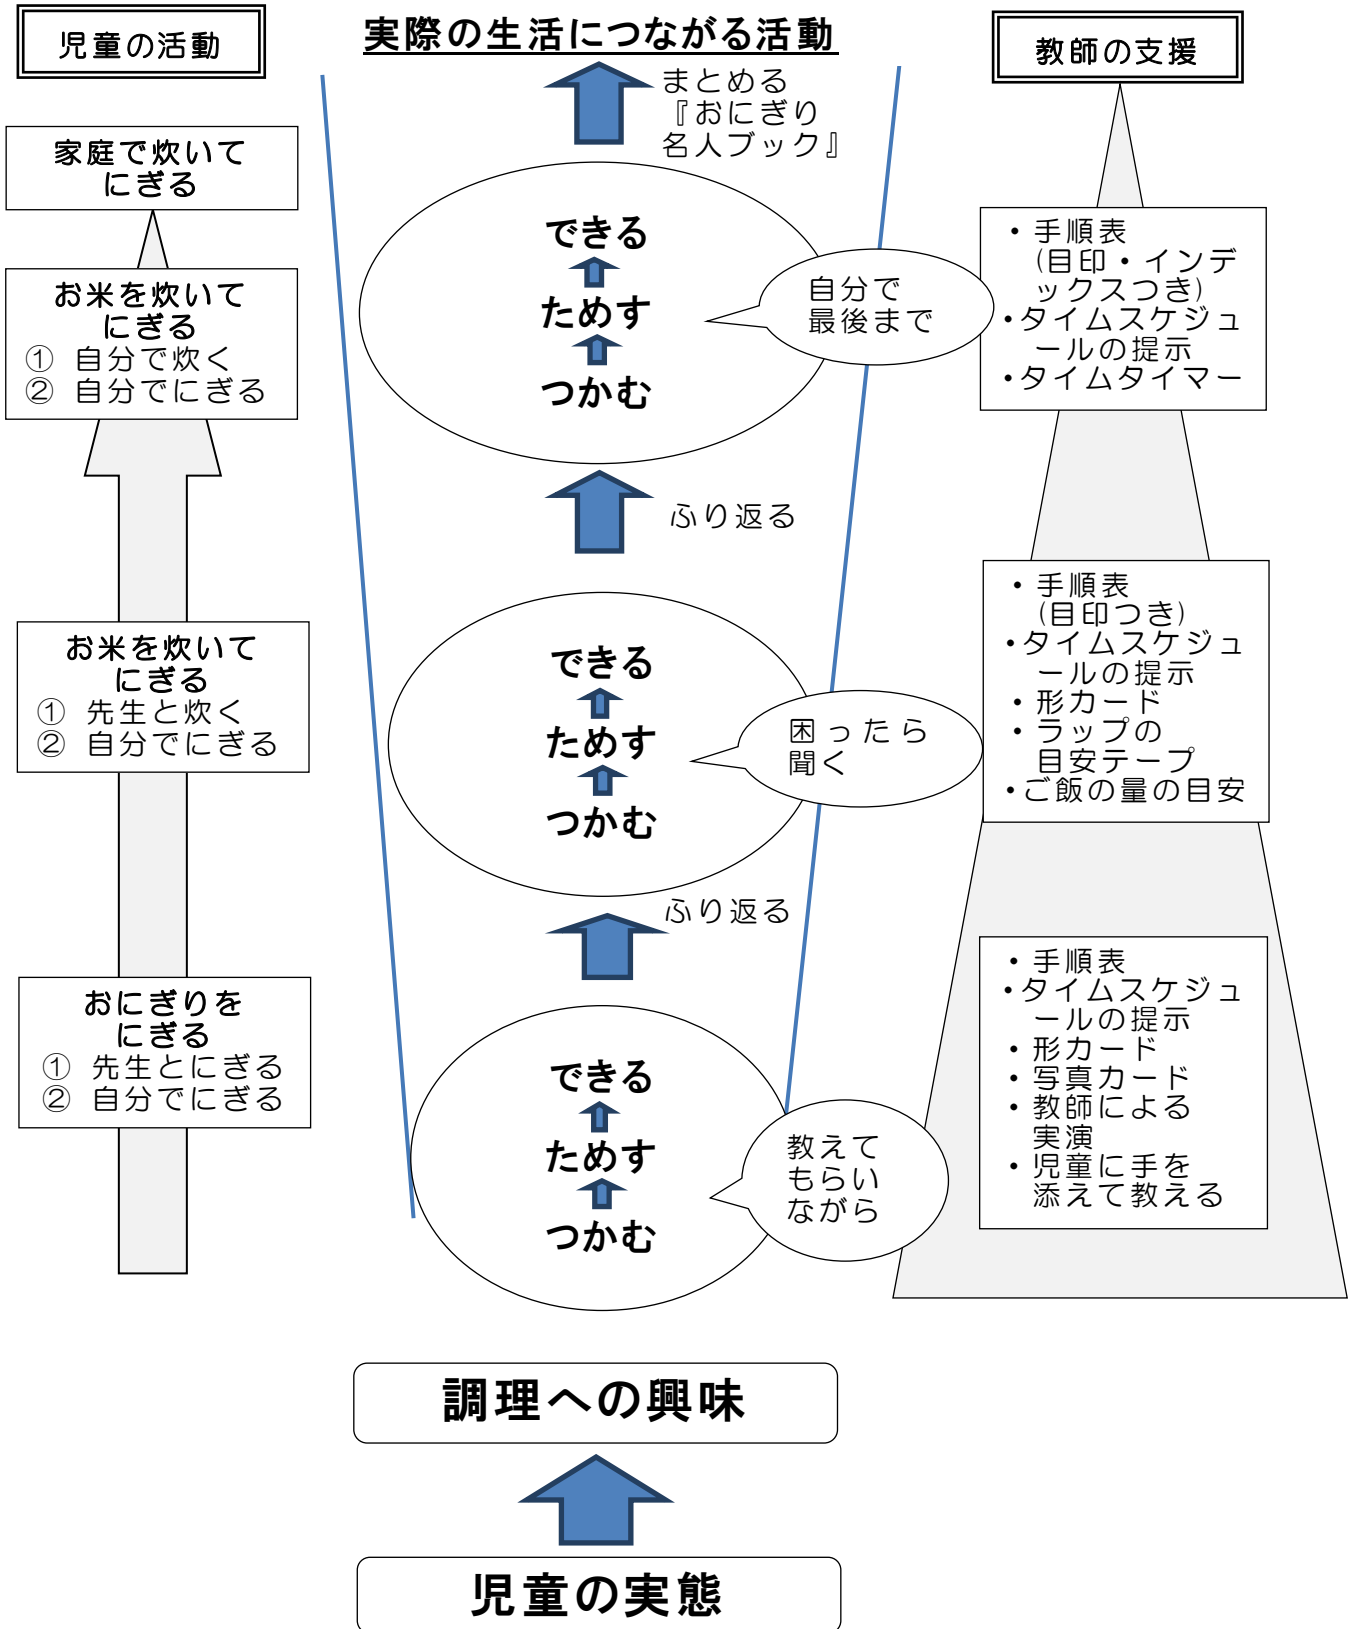 児童の活動
家庭で炊いて
にぎる
お米を炊いて
にぎる
① 自分で炊く
② 自分でにぎる
お米を炊いて
にぎる
① 先生と炊く
② 自分でにぎる
おにぎりを
にぎる
① 先生とにぎる
② 自分でにぎる
実際の生活につながる活動
まとめる
『おにぎり
名人ブック』
できる
ためす
つかむ
自分で
最後まで
ふり返る
できる
ためす
つかむ
困ったら
聞く
ふり返る
できる
ためす
つかむ
教えて
もらい
ながら
調理への興味
児童の実態
教師の支援
・手順表
(目印・インデ
ックスつき)
・タイムスケジュ
ールの提示
・タイムタイマー
・手順表
(目印つき)
・タイムスケジュ
ールの提示
・形カード
・ラップの
目安テープ
・ご飯の量の目安
・手順表
・タイムスケジュ
ールの提示
・形カード
・写真カード
・教師による
実演
・児童に手を
添えて教える